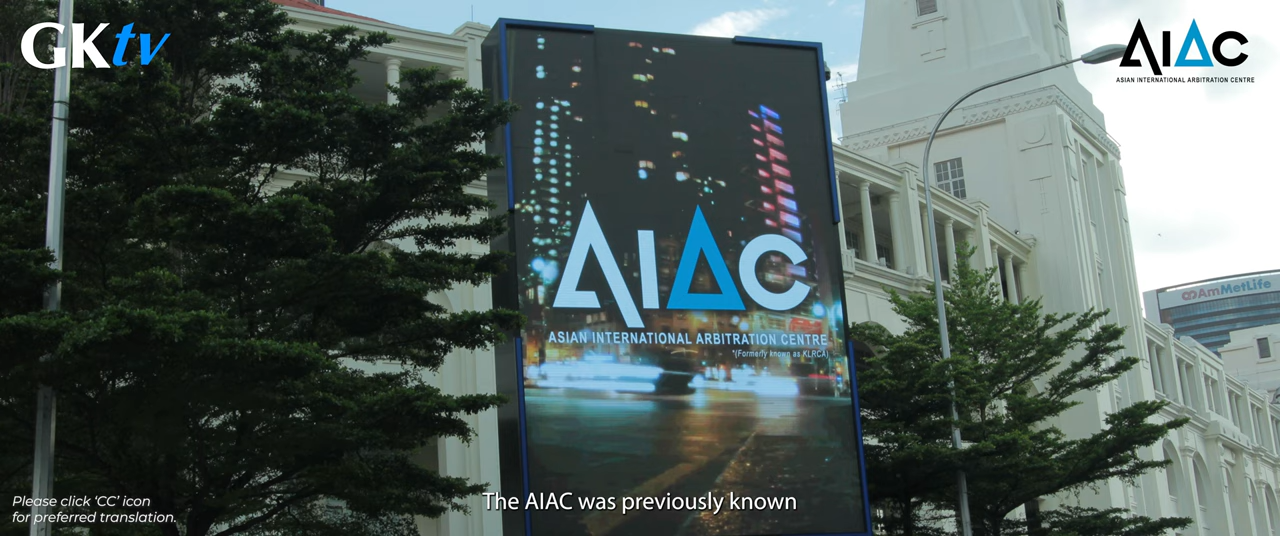 GKtv
AIAC
ASIAN INTERNATIONAL ARBITRATION CENTRE
AIAC
ASIAN INTERNATIONAL ARBITRATION CENTRE
*(Formerly known as KLRCA)
AmMetLife
Please click ‘CC’ icon
for preferred translation.
The AIAC was previously known